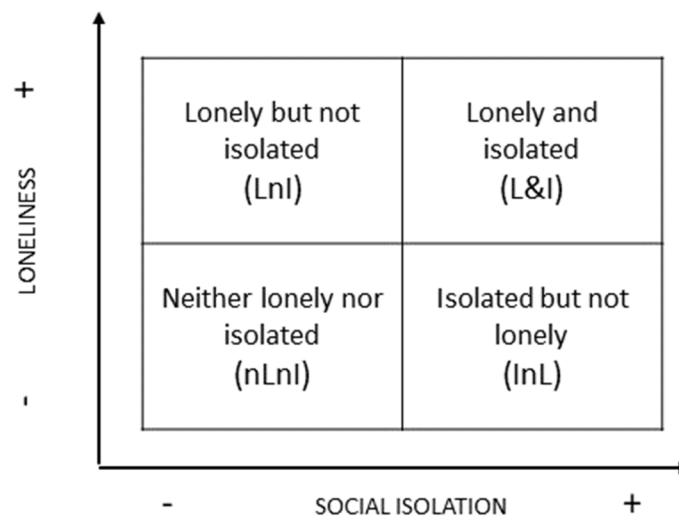 +
LONELINESS
-
Lonely but not
isolated
(LnI)
Lonely and
isolated
(L&I)
Neither lonely nor
isolated
(nLnI)
Isolated but not
lonely
(InL)
-
SOCIAL ISOLATION
+